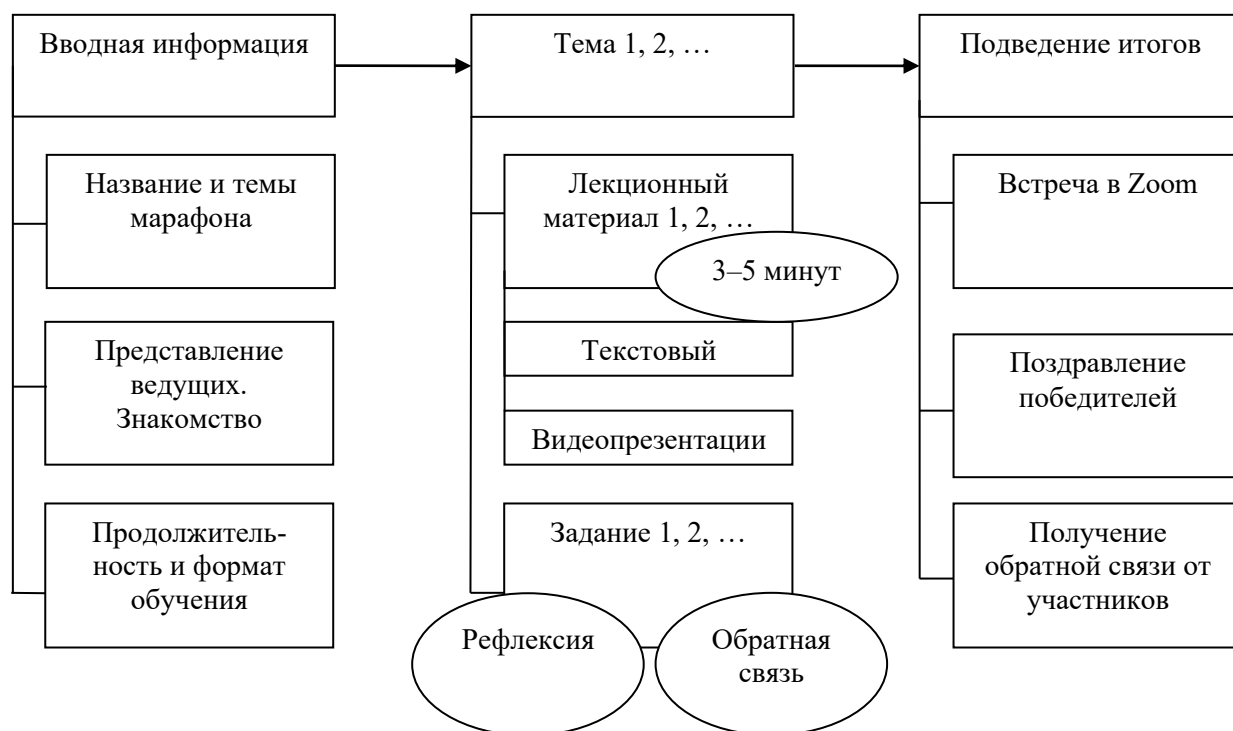 Вводная информация
Название и темы
марафона
Представление
ведущих.
Знакомство
Продолжитель-
ность и формат
обучения
Тема 1, 2, …
Лекционный
материал 1, 2, …
3–5 минут
Текстовый
Видеопрезентации
Задание 1, 2, …
Рефлексия
Обратная
связь
Подведение итогов
Встреча в Zoom
Поздравление
победителей
Получение
обратной связи от
участников